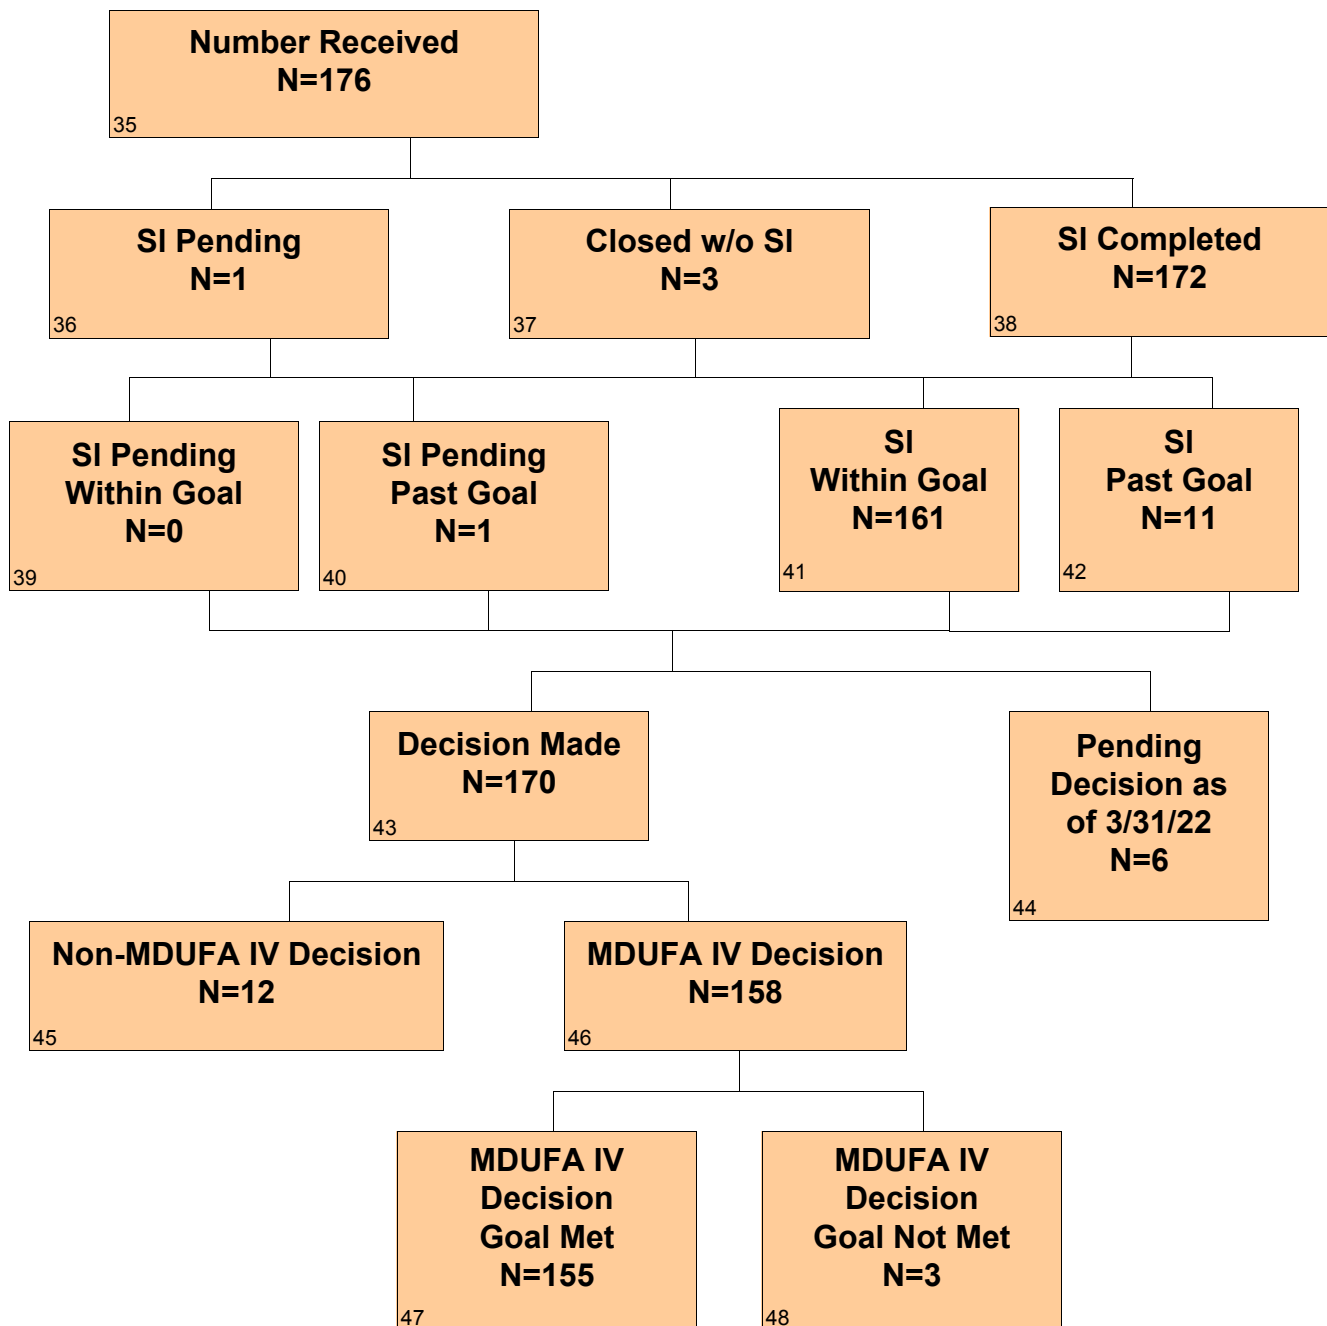 Number Received
N=176
35
SI Pending
N=1
36
Closed w/o SI
N=3
37
SI Completed
N=172
38
SI Pending
Within Goal
N=0
39
SI Pending
Past Goal
N=1
40
SI
Within Goal
N=161
41
SI
Past Goal
N=11
42
Decision Made
N=170
43
Pending
Decision as
of 3/31/22
N=6
44
Non-MDUFA IV Decision
N=12
45
MDUFA IV Decision
N=158
46
MDUFA IV
Decision
Goal Met
N=155
47
MDUFA IV
Decision
Goal Not Met
N=3
48